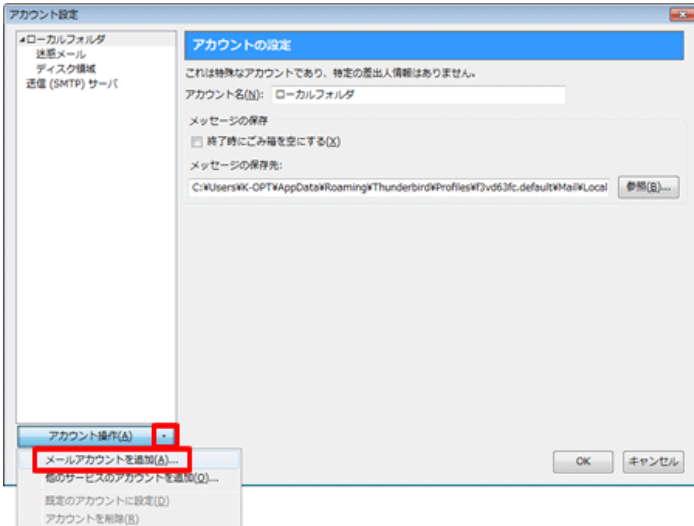 アカウント設定
ローカルフォルダ
迷惑メール
ディスク領域
送信 (SMTP) サーバ
アカウントの設定
これは特殊なアカウントであり、特定の差出人情報はありません。
アカウント名(N): ローカルフォルダ
メッセージの保存
終了時にごみ箱を空にする(X)
メッセージの保存先:
C:¥Users¥K-OPT¥AppData¥Roaming¥Thunderbird¥Profiles¥f3vd63fc.default¥Mail¥Local 参照(B)...
アカウント操作(A)
メールアカウントを追加(A)...
他のサービスのアカウントを追加(O)...
既定のアカウントに設定(D)
アカウントを削除(R)
OK キャンセル